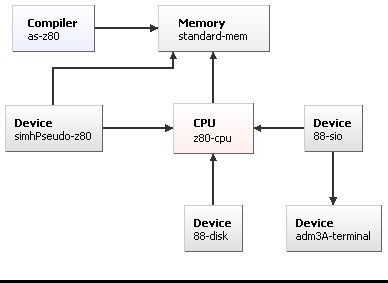 Compiler
as-z80
Memory
standard-mem
Device
simhPseudo-z80
CPU
z80-cpu
Device
88-sio
Device
88-disk
Device
adm3A-terminal